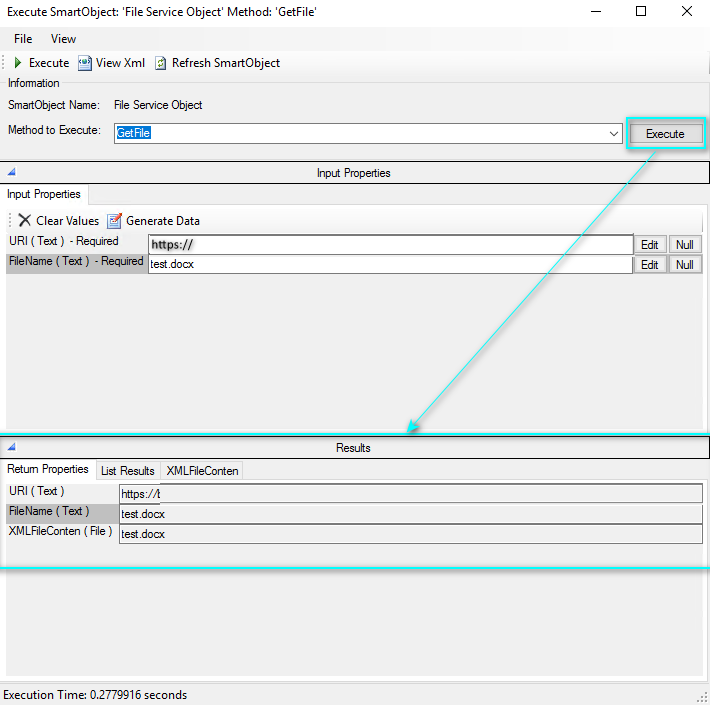 Execute SmartObject: 'File Service Object' Method: 'GetFile'
File View
Execute View Xml Refresh SmartObject
Information
SmartObject Name: File Service Object
Method to Execute: GetFile Execute
Input Properties
Input Properties
Clear Values Generate Data
URI ( Text ) - Required https:// Edit Null
FileName ( Text ) - Required test.docx Edit Null
Results
Return Properties List Results XMLFileConten
URI ( Text ) https://
FileName ( Text ) test.docx
XMLFileConten ( File ) test.docx
Execution Time: 0.2779916 seconds